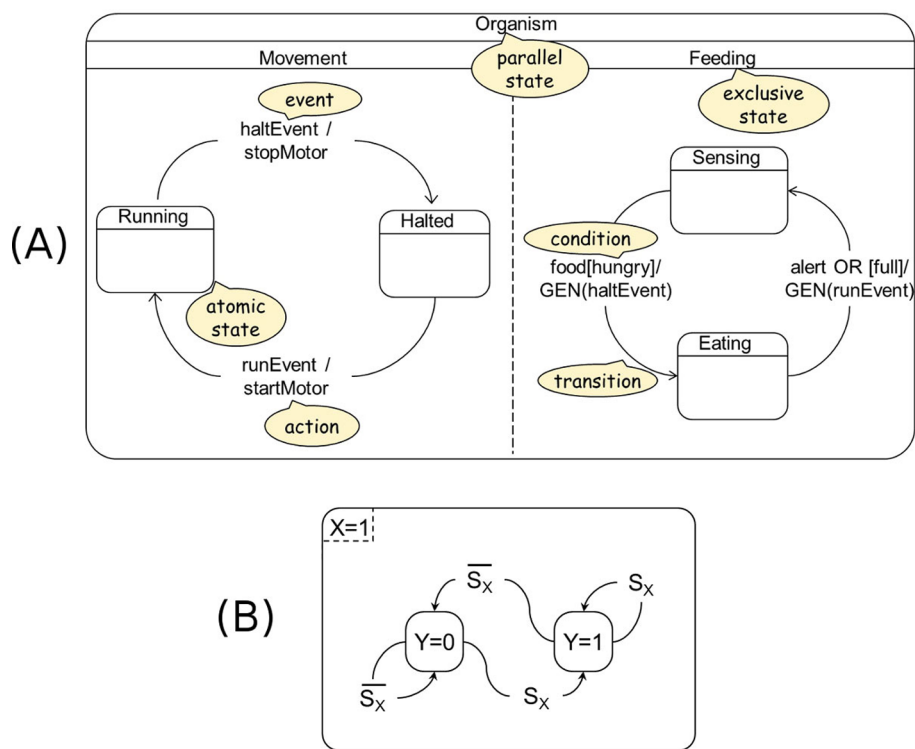 Organism
Movement
parallel
state
Feeding
event
exclusive
state
haltEvent /
stopMotor
Sensing
(A)
Running
Halted
condition
food[hungry]/
GEN(haltEvent)
alert OR [full]/
GEN(runEvent)
atomic
state
Eating
runEvent /
startMotor
transition
action
X=1
S̅X̅
SX
(B)
Y=0
Y=1
S̅X̅
SX